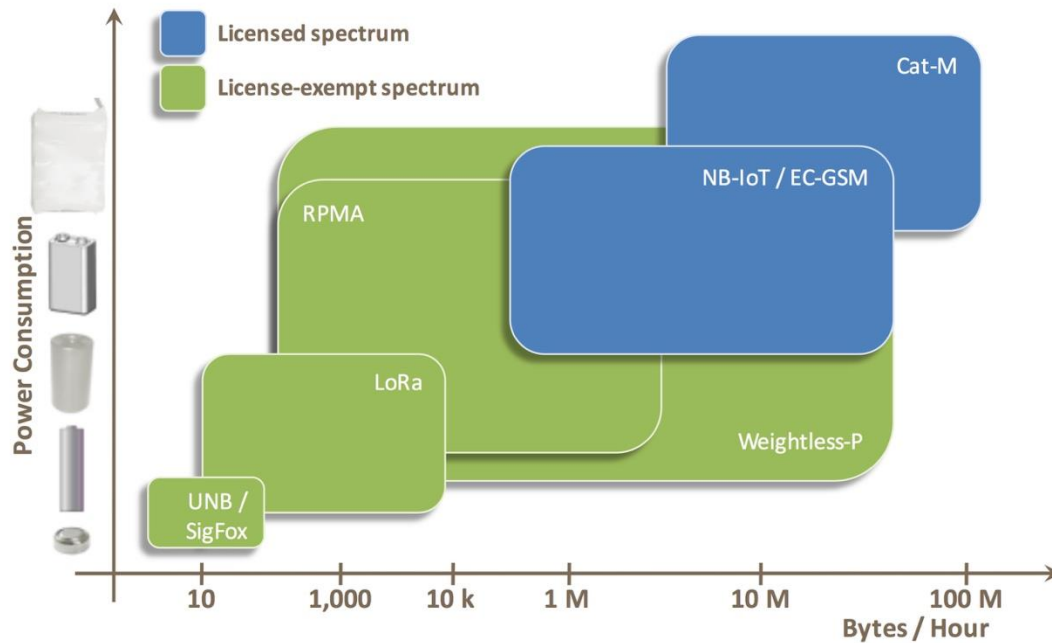 Licensed spectrum
License-exempt spectrum
Cat-M
NB-IoT / EC-GSM
RPMA
LoRa
Weightless-P
UNB /
SigFox
Power Consumption
10
1,000
10 k
1 M
10 M
100 M
Bytes / Hour